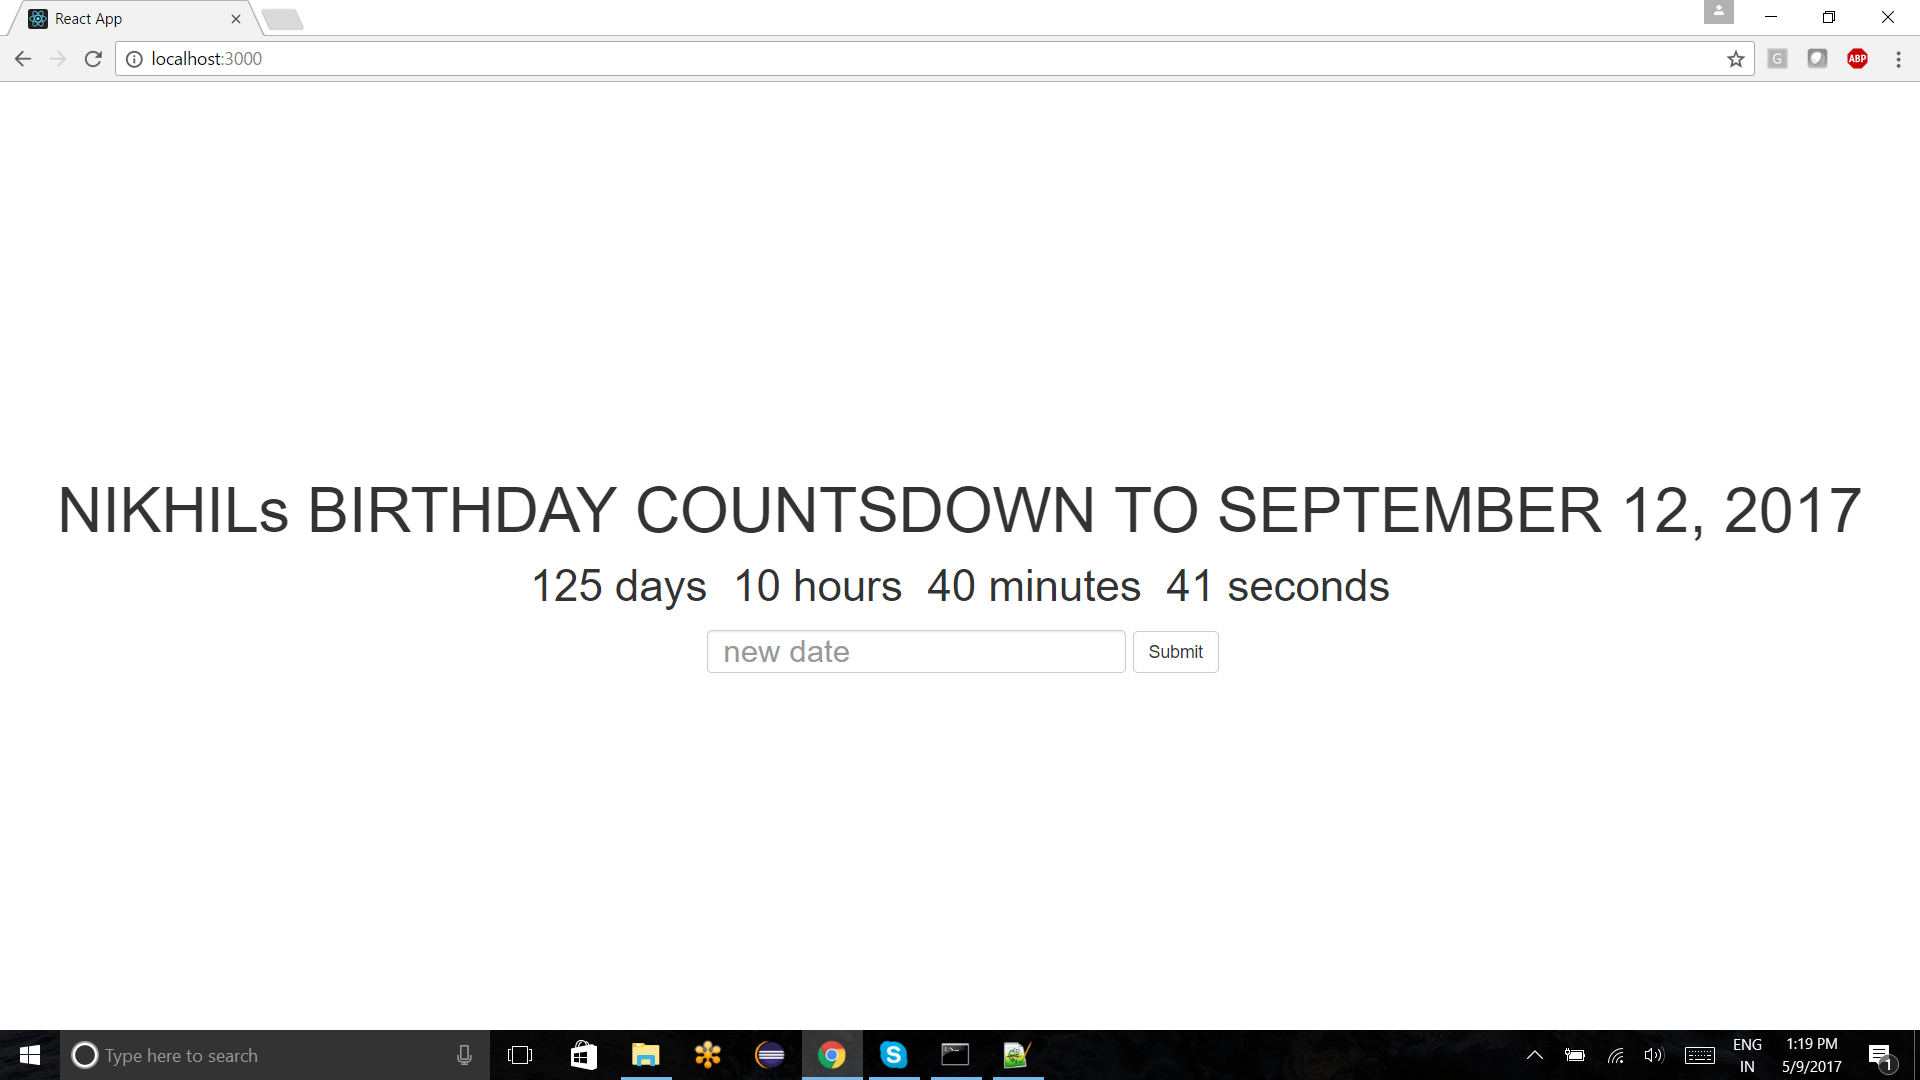 React App
localhost:3000
G
ABP
NIKHILs BIRTHDAY COUNTSDOWN TO SEPTEMBER 12, 2017
125 days 10 hours 40 minutes 41 seconds
new date Submit
Type here to search
ENG
IN
1:19 PM
5/9/2017
1